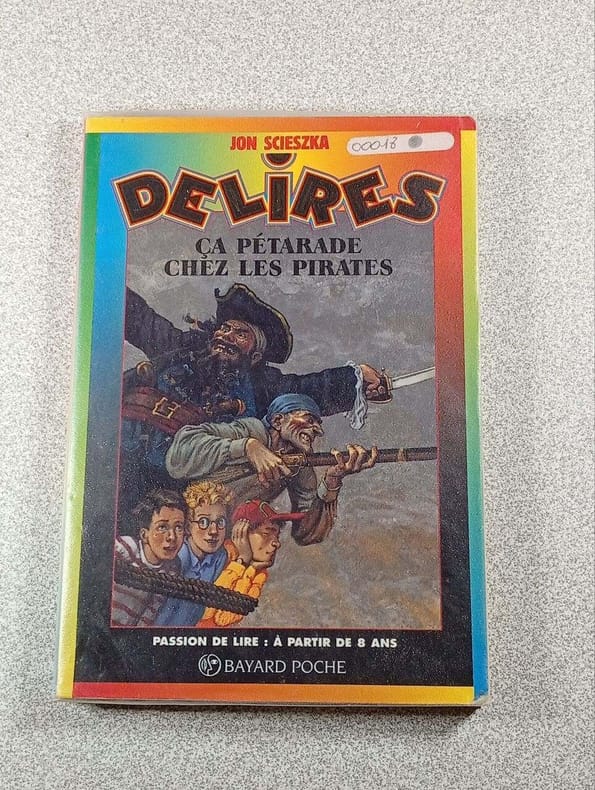 JON SCIESZKA
00018
DELiRES
ÇA PÉTARADE
CHEZ LES PIRATES
PASSION DE LIRE : À PARTIR DE 8 ANS
BAYARD POCHE